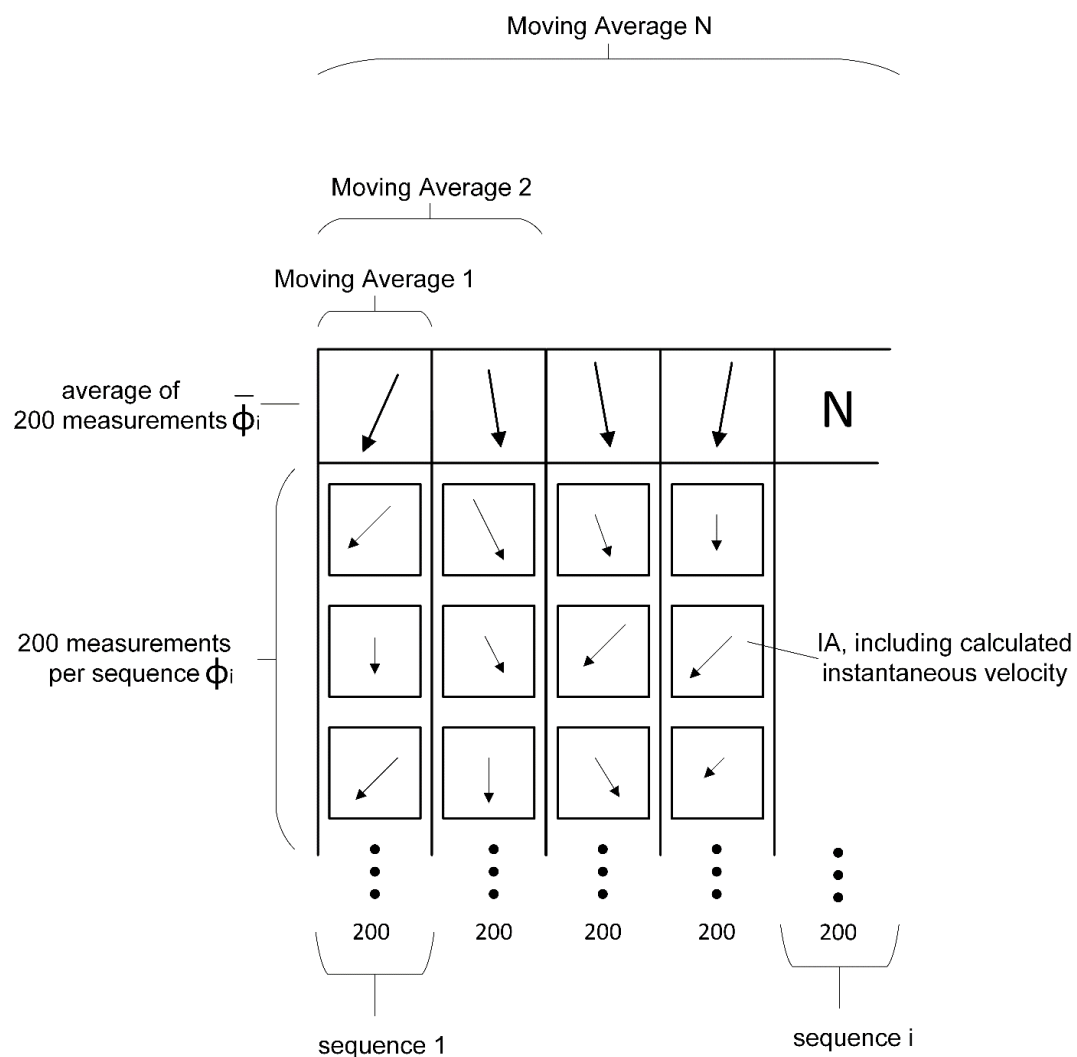 Moving Average N
Moving Average 2
Moving Average 1
average of
200 measurements ϕ̅i
N
200 measurements
per sequence ϕi
IA, including calculated
instantaneous velocity
200 200 200 200 200
sequence 1 sequence i